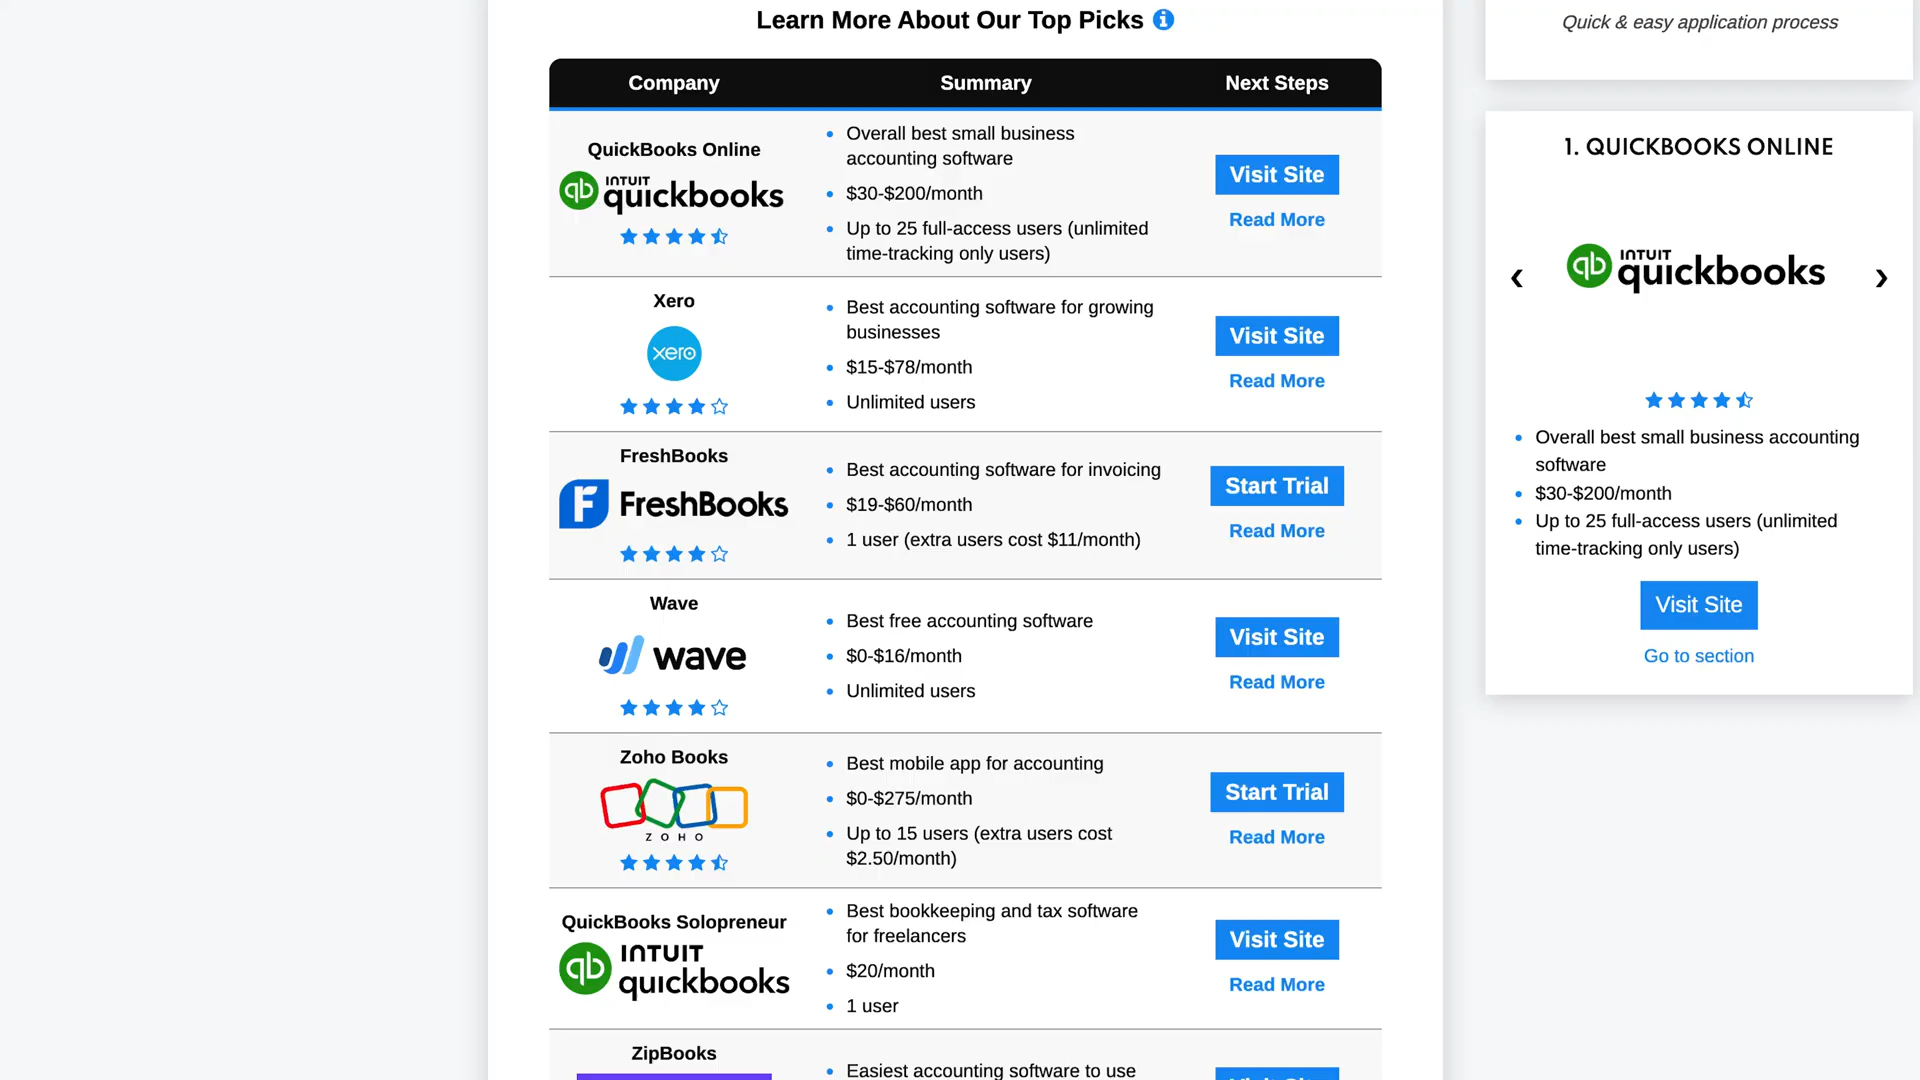 Learn More About Our Top Picks
Company Summary Next Steps
QuickBooks Online
INTUIT
quickbooks
Overall best small business
accounting software
$30-$200/month
Up to 25 full-access users (unlimited
time-tracking only users)
Visit Site
Read More
Xero
xero
Best accounting software for growing
businesses
$15-$78/month
Unlimited users
Visit Site
Read More
FreshBooks
F FreshBooks
Best accounting software for invoicing
$19-$60/month
1 user (extra users cost $11/month)
Start Trial
Read More
Wave
wave
Best free accounting software
$0-$16/month
Unlimited users
Visit Site
Read More
Zoho Books
ZOHO
Best mobile app for accounting
$0-$275/month
Up to 15 users (extra users cost
$2.50/month)
Start Trial
Read More
QuickBooks Solopreneur
qb INTUIT
quickbooks
Best bookkeeping and tax software
for freelancers
$20/month
1 user
Visit Site
Read More
ZipBooks
Easiest accounting software to use
Visit Site
Quick & easy application process
1. QUICKBOOKS ONLINE
qb INTUIT
quickbooks
Overall best small business accounting
software
$30-$200/month
Up to 25 full-access users (unlimited
time-tracking only users)
Visit Site
Go to section